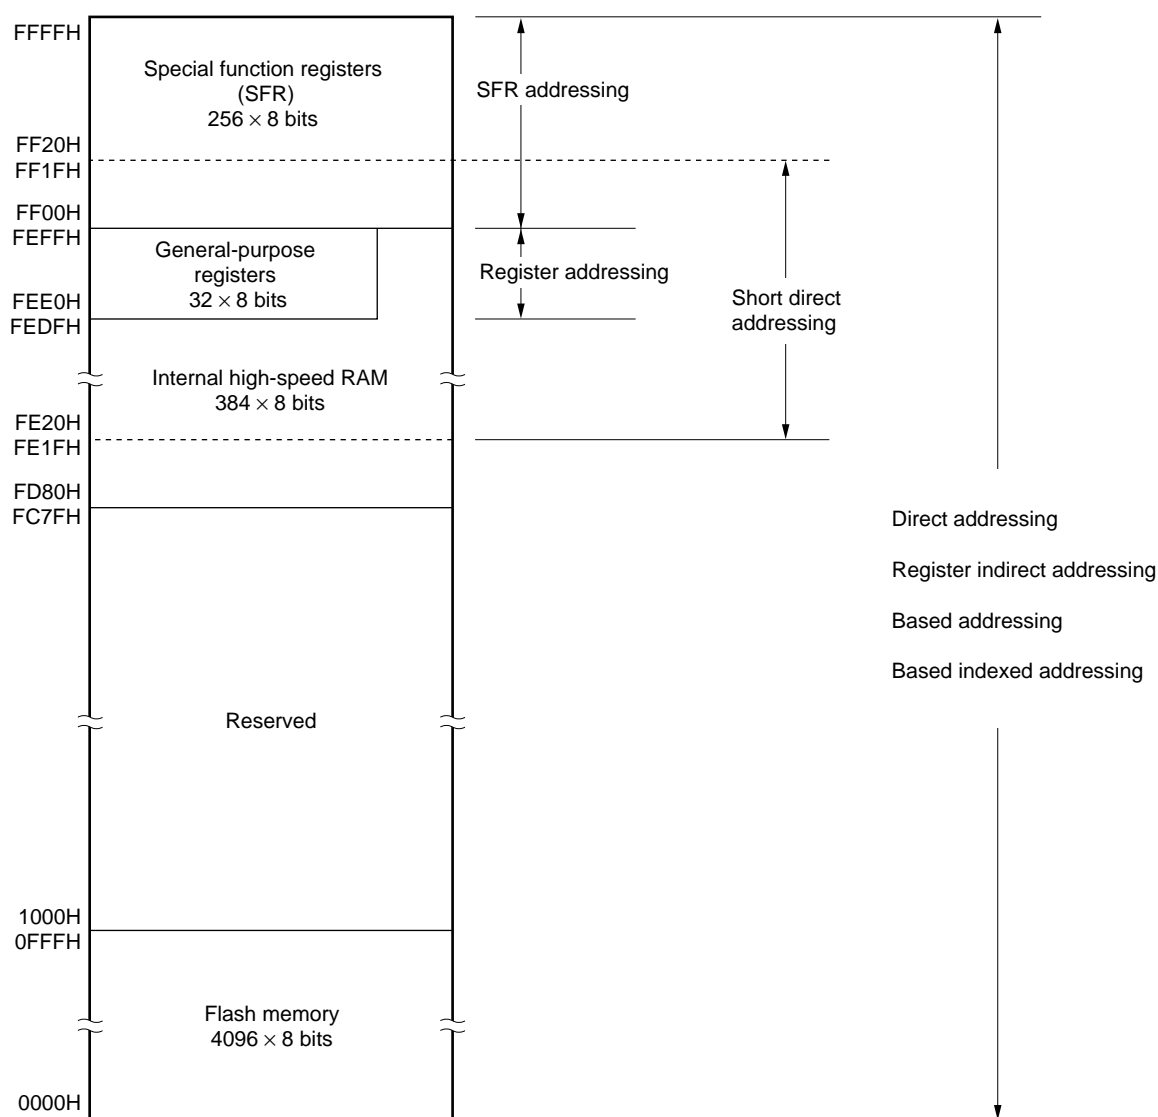 FFFFH
Special function registers
(SFR)
256 × 8 bits
SFR addressing
FF20H
FF1FH
FF00H
FEFFH
General-purpose
registers
32 × 8 bits
Register addressing
FEE0H
FEDFH
Short direct
addressing
Internal high-speed RAM
384 × 8 bits
FE20H
FE1FH
FD80H
FC7FH
Direct addressing
Register indirect addressing
Based addressing
Based indexed addressing
Reserved
1000H
0FFFH
Flash memory
4096 × 8 bits
0000H